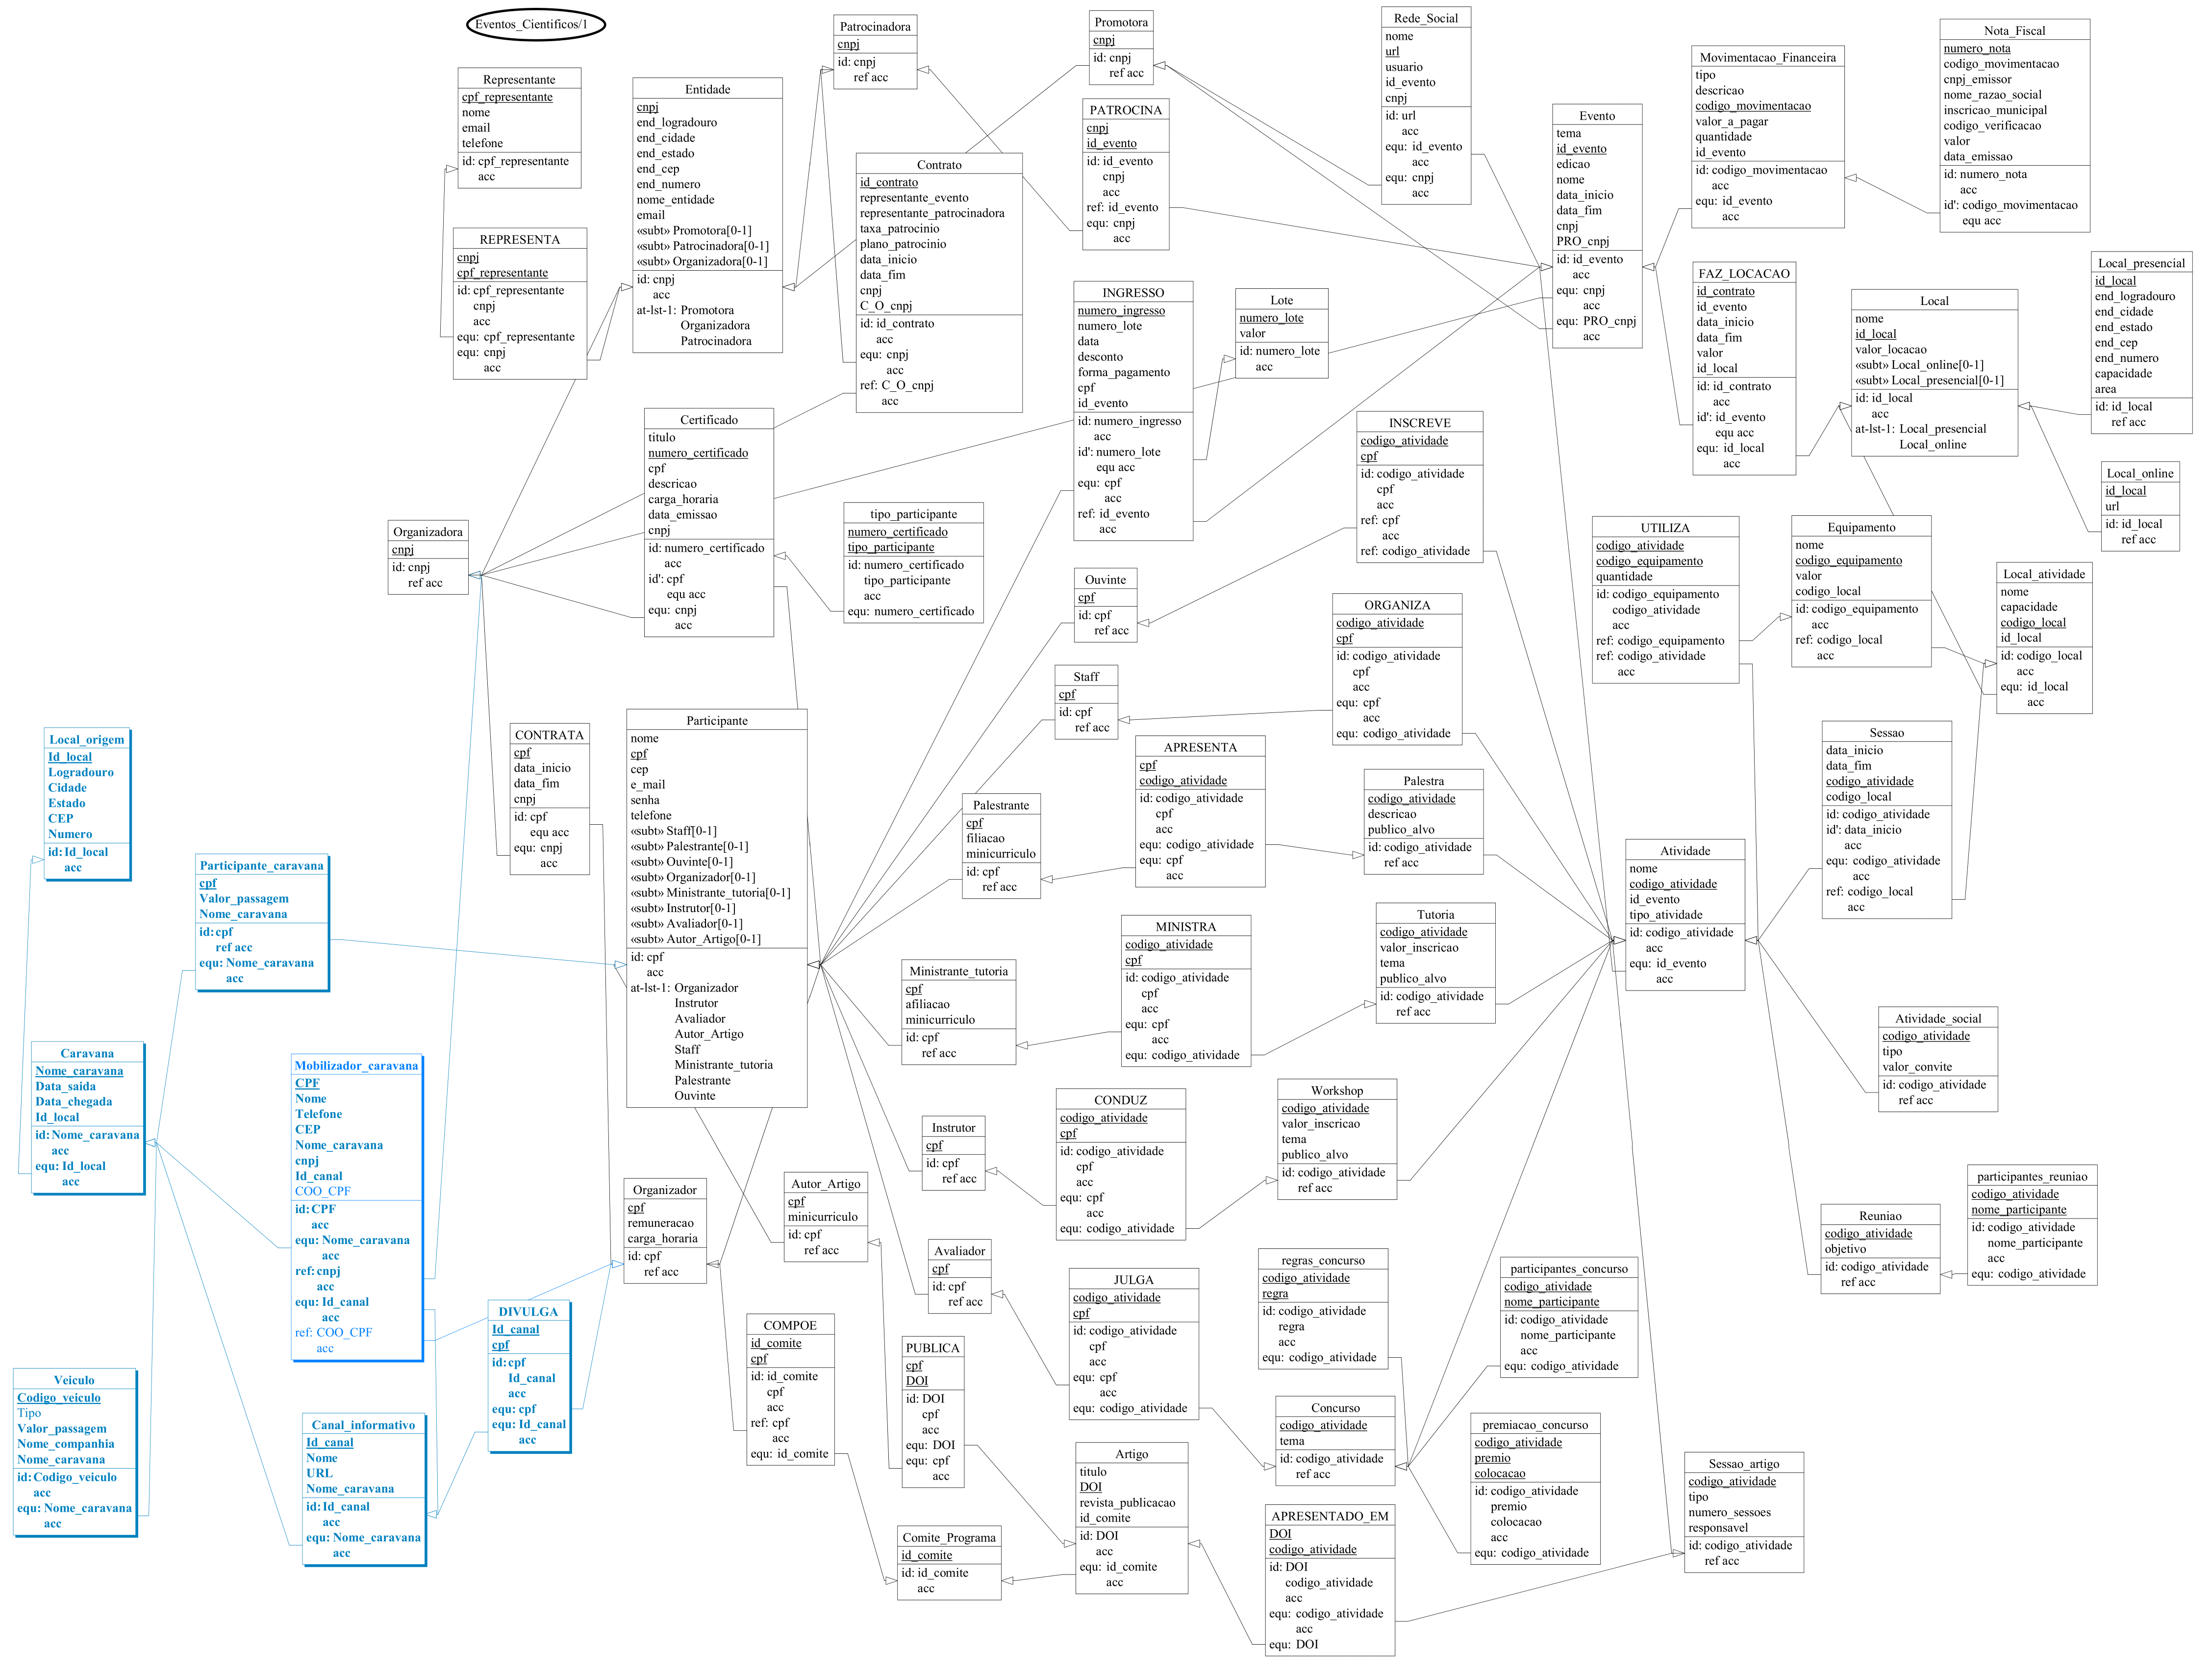 Eventos_Cientificos/1
Representante
cpf_representante
nome
email
telefone
id: cpf_representante
acc
REPRESENTA
cnpj
cpf_representante
id: cpf_representante
cnpj
acc
equ: cpf_representante
equ: cnpj
acc
Entidade
cnpj
end_logradouro
end_cidade
end_estado
end_cep
end_numero
nome_entidade
email
«subt» Promotora[0-1]
«subt» Patrocinadora[0-1]
«subt» Organizadora[0-1]
id: cnpj
acc
at-lst-1: Promotora
Organizadora
Patrocinadora
Patrocinadora
cnpj
id: cnpj
ref acc
Contrato
id_contrato
representante_evento
representante_patrocinadora
taxa_patrocinio
plano_patrocinio
data_inicio
data_fim
cnpj
C_O_cnpj
id: id_contrato
acc
equ: cnpj
acc
ref: C_O_cnpj
acc
Promotora
cnpj
id: cnpj
ref acc
PATROCINA
cnpj
id_evento
id: id_evento
cnpj
acc
ref: id_evento
equ: cnpj
acc
Rede_Social
nome
url
usuario
id_evento
cnpj
id: url
acc
equ: id_evento
acc
equ: cnpj
acc
Evento
tema
id_evento
edicao
nome
data_inicio
data_fim
cnpj
PRO_cnpj
id: id_evento
acc
equ: cnpj
acc
equ: PRO_cnpj
acc
Movimentacao_Financeira
tipo
descricao
codigo_movimentacao
valor_a_pagar
quantidade
id_evento
id: codigo_movimentacao
acc
equ: id_evento
acc
Nota_Fiscal
numero_nota
codigo_movimentacao
cnpj_emissor
nome_razao_social
inscricao_municipal
codigo_verificacao
valor
data_emissao
id: numero_nota
acc
id': codigo_movimentacao
equ acc
FAZ_LOCACAO
id_contrato
id_evento
data_inicio
data_fim
valor
id_local
id: id_contrato
acc
id': id_evento
equ acc
equ: id_local
acc
Local
nome
id_local
valor_locacao
«subt» Local_online[0-1]
«subt» Local_presencial[0-1]
id: id_local
acc
at-lst-1: Local_presencial
Local_online
Local_presencial
id_local
end_logradouro
end_cidade
end_estado
end_cep
end_numero
capacidade
area
id: id_local
ref acc
Local_online
id_local
url
id: id_local
ref acc
INGRESSO
numero_ingresso
numero_lote
data
desconto
forma_pagamento
cpf
id_evento
id: numero_ingresso
acc
id': numero_lote
equ acc
equ: cpf
acc
ref: id_evento
acc
Lote
numero_lote
valor
id: numero_lote
acc
Certificado
titulo
numero_certificado
cpf
descricao
carga_horaria
data_emissao
cnpj
id: numero_certificado
acc
id': cpf
equ acc
equ: cnpj
acc
tipo_participante
numero_certificado
tipo_participante
id: numero_certificado
tipo_participante
acc
equ: numero_certificado
Organizadora
cnpj
id: cnpj
ref acc
INSCREVE
codigo_atividade
cpf
id: codigo_atividade
cpf
acc
ref: cpf
acc
ref: codigo_atividade
Ouvinte
cpf
id: cpf
ref acc
UTILIZA
codigo_atividade
codigo_equipamento
quantidade
id: codigo_equipamento
codigo_atividade
acc
ref: codigo_equipamento
ref: codigo_atividade
acc
Equipamento
nome
codigo_equipamento
valor
codigo_local
id: codigo_equipamento
acc
ref: codigo_local
acc
Local_atividade
nome
capacidade
codigo_local
id_local
id: codigo_local
acc
equ: id_local
acc
ORGANIZA
codigo_atividade
cpf
id: codigo_atividade
cpf
acc
equ: cpf
acc
equ: codigo_atividade
Staff
cpf
id: cpf
ref acc
CONTRATA
cpf
data_inicio
data_fim
cnpj
id: cpf
equ acc
equ: cnpj
acc
Participante
nome
cpf
cep
e_mail
senha
telefone
«subt» Staff[0-1]
«subt» Palestrante[0-1]
«subt» Ouvinte[0-1]
«subt» Organizador[0-1]
«subt» Ministrante_tutoria[0-1]
«subt» Instrutor[0-1]
«subt» Avaliador[0-1]
«subt» Autor_Artigo[0-1]
id: cpf
acc
at-lst-1: Organizador
Instrutor
Avaliador
Autor_Artigo
Staff
Ministrante_tutoria
Palestrante
Ouvinte
APRESENTA
cpf
codigo_atividade
id: codigo_atividade
cpf
acc
equ: codigo_atividade
equ: cpf
acc
Palestrante
cpf
filiacao
minicurriculo
id: cpf
ref acc
Palestra
codigo_atividade
descricao
publico_alvo
id: codigo_atividade
ref acc
Sessao
data_inicio
data_fim
codigo_atividade
codigo_local
id: codigo_atividade
id': data_inicio
acc
equ: codigo_atividade
acc
ref: codigo_local
acc
Atividade
nome
codigo_atividade
id_evento
tipo_atividade
id: codigo_atividade
acc
equ: id_evento
acc
Local_origem
Id_local
Logradouro
Cidade
Estado
CEP
Numero
id: Id_local
acc
Participante_caravana
cpf
Valor_passagem
Nome_caravana
id: cpf
ref acc
equ: Nome_caravana
acc
MINISTRA
codigo_atividade
cpf
id: codigo_atividade
cpf
acc
equ: cpf
acc
equ: codigo_atividade
Tutoria
codigo_atividade
valor_inscricao
tema
publico_alvo
id: codigo_atividade
ref acc
Ministrante_tutoria
cpf
afiliacao
minicurriculo
id: cpf
ref acc
Atividade_social
codigo_atividade
tipo
valor_convite
id: codigo_atividade
ref acc
Caravana
Nome_caravana
Data_saida
Data_chegada
Id_local
id: Nome_caravana
acc
equ: Id_local
acc
Mobilizador_caravana
CPF
Nome
Telefone
CEP
Nome_caravana
cnpj
Id_canal
COO_CPF
id: CPF
acc
equ: Nome_caravana
acc
ref: cnpj
acc
equ: Id_canal
acc
ref: COO_CPF
acc
Instrutor
cpf
id: cpf
ref acc
CONDUZ
codigo_atividade
cpf
id: codigo_atividade
cpf
acc
equ: cpf
acc
equ: codigo_atividade
Workshop
codigo_atividade
valor_inscricao
tema
publico_alvo
id: codigo_atividade
ref acc
Organizador
cpf
remuneracao
carga_horaria
id: cpf
ref acc
Autor_Artigo
cpf
minicurriculo
id: cpf
ref acc
Avaliador
cpf
id: cpf
ref acc
Reuniao
codigo_atividade
objetivo
id: codigo_atividade
ref acc
participantes_reuniao
codigo_atividade
nome_participante
id: codigo_atividade
nome_participante
acc
equ: codigo_atividade
JULGA
codigo_atividade
cpf
id: codigo_atividade
cpf
acc
equ: cpf
acc
equ: codigo_atividade
regras_concurso
codigo_atividade
regra
id: codigo_atividade
regra
acc
equ: codigo_atividade
participantes_concurso
codigo_atividade
nome_participante
id: codigo_atividade
nome_participante
acc
equ: codigo_atividade
DIVULGA
Id_canal
cpf
id: cpf
Id_canal
acc
equ: cpf
equ: Id_canal
acc
COMPOE
id_comite
cpf
id: id_comite
cpf
acc
ref: cpf
acc
equ: id_comite
PUBLICA
cpf
DOI
id: DOI
cpf
acc
equ: DOI
equ: cpf
acc
Veiculo
Codigo_veiculo
Tipo
Valor_passagem
Nome_companhia
Nome_caravana
id: Codigo_veiculo
acc
equ: Nome_caravana
acc
Canal_informativo
Id_canal
Nome
URL
Nome_caravana
id: Id_canal
acc
equ: Nome_caravana
acc
Concurso
codigo_atividade
tema
id: codigo_atividade
ref acc
premiacao_concurso
codigo_atividade
premio
colocacao
id: codigo_atividade
premio
colocacao
acc
equ: codigo_atividade
Artigo
titulo
DOI
revista_publicacao
id_comite
id: DOI
acc
equ: id_comite
acc
Comite_Programa
id_comite
id: id_comite
acc
APRESENTADO_EM
DOI
codigo_atividade
id: DOI
codigo_atividade
acc
equ: codigo_atividade
acc
equ: DOI
Sessao_artigo
codigo_atividade
tipo
numero_sessoes
responsavel
id: codigo_atividade
ref acc